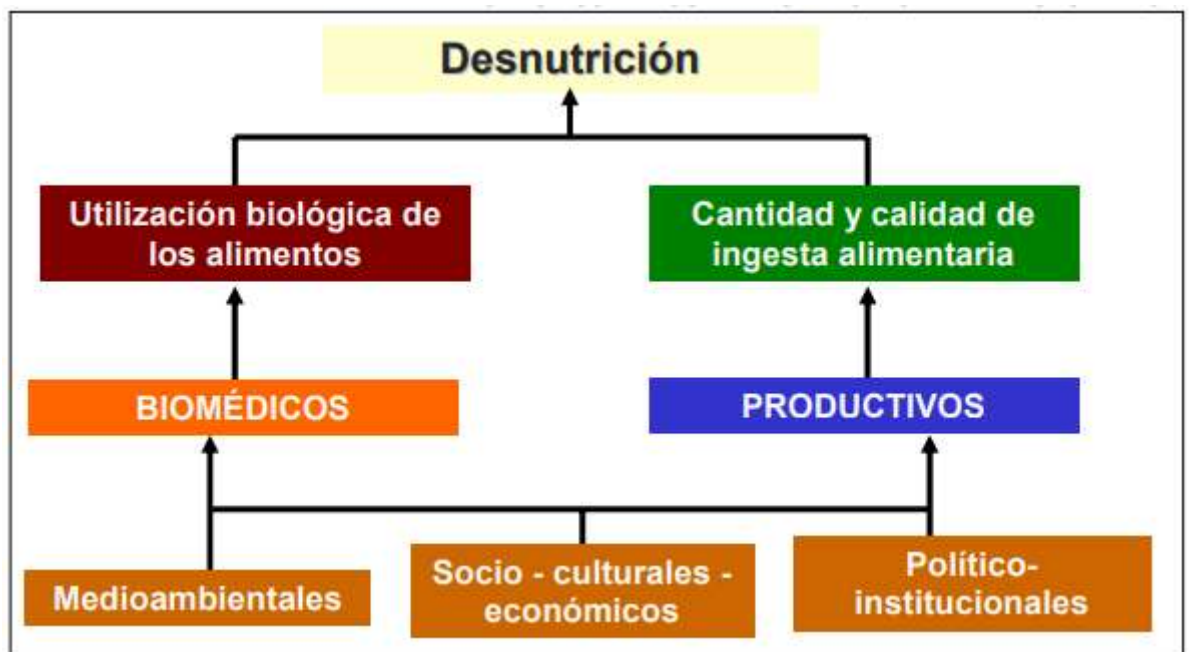 Desnutrición
Utilización biológica de
los alimentos
Cantidad y calidad de
ingesta alimentaria
BIOMÉDICOS
PRODUCTIVOS
Medioambientales
Socio - culturales -
económicos
Político-
institucionales